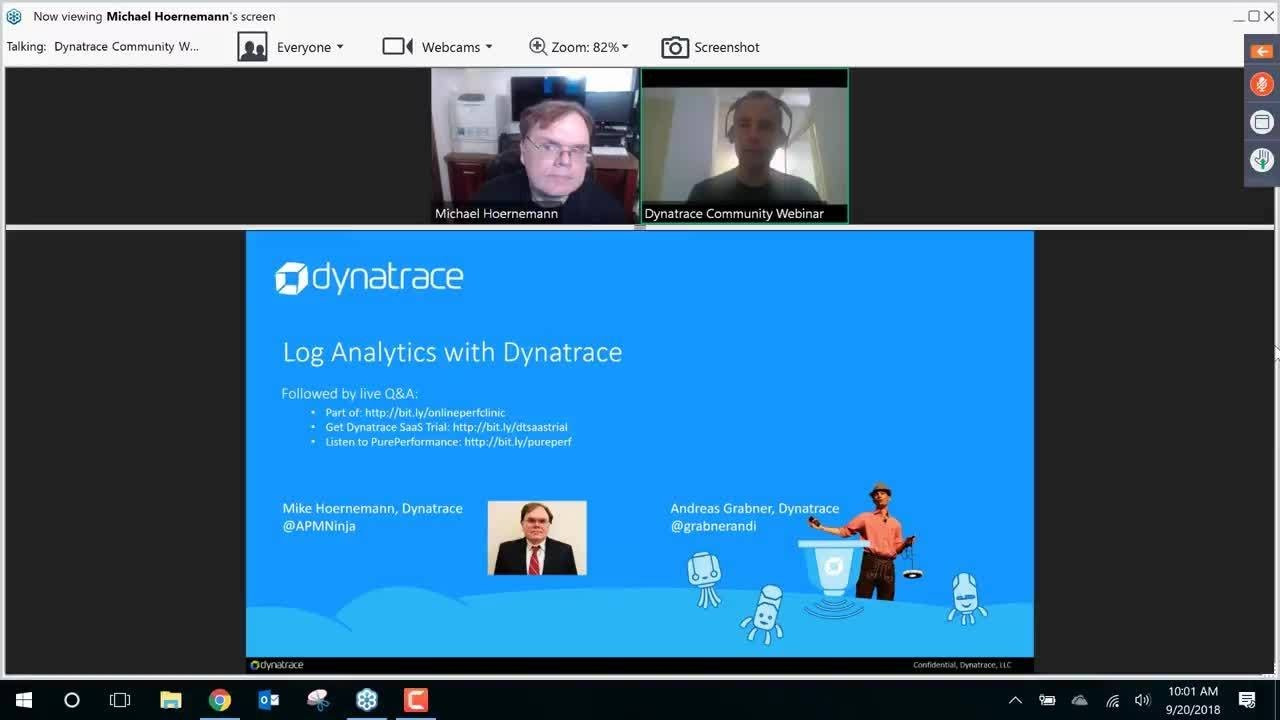 Now viewing Michael Hoernemann's screen
Talking: Dynatrace Community W...
Everyone
Webcams
Zoom: 82%
Screenshot
Michael Hoernemann
Dynatrace Community Webinar
dynatrace
Log Analytics with Dynatrace
Followed by live Q&A:
• Part of: http://bit.ly/onlineperfclinic
• Get Dynatrace SaaS Trial: http://bit.ly/dtsaastrial
• Listen to PurePerformance: http://bit.ly/pureperf
Mike Hoernemann, Dynatrace
@APMNinja
Andreas Grabner, Dynatrace
@grabnerandi
dynatrace
Confidential, Dynatrace, LLC
10:01 AM
9/20/2018